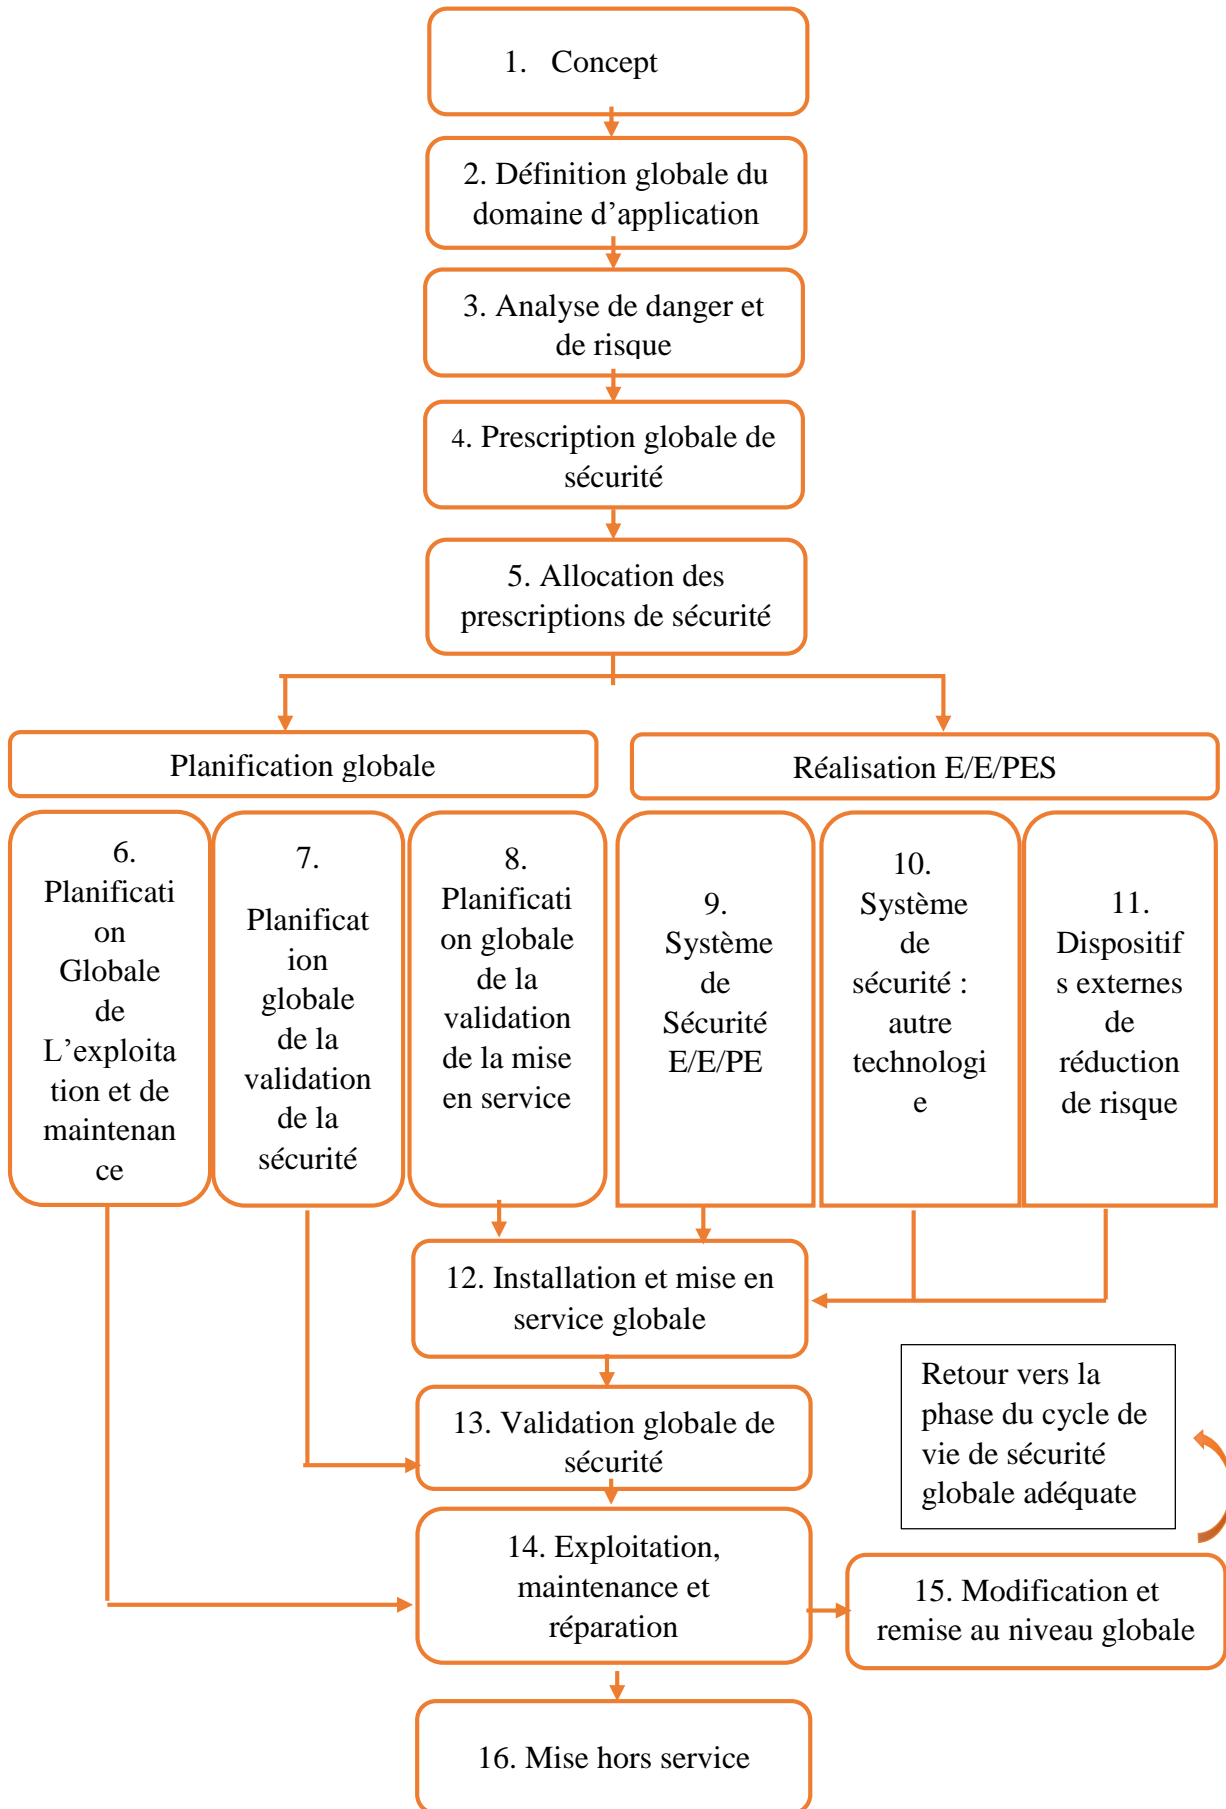 1. Concept
2. Définition globale du
domaine d’application
3. Analyse de danger et
de risque
4. Prescription globale de
sécurité
5. Allocation des
prescriptions de sécurité
Planification globale
Réalisation E/E/PES
6.
Planificati
on
Globale
de
L’exploita
tion et de
maintenan
ce
7.
Planificat
ion
globale
de la
validation
de la
sécurité
8.
Planificati
on globale
de la
validation
de la mise
en service
9.
Système
de
Sécurité
E/E/PE
10.
Système
de
sécurité :
autre
technologi
e
11.
Dispositif
s externes
de
réduction
de risque
12. Installation et mise en
service globale
13. Validation globale de
sécurité
Retour vers la
phase du cycle de
vie de sécurité
globale adéquate
14. Exploitation,
maintenance et
réparation
15. Modification et
remise au niveau globale
16. Mise hors service